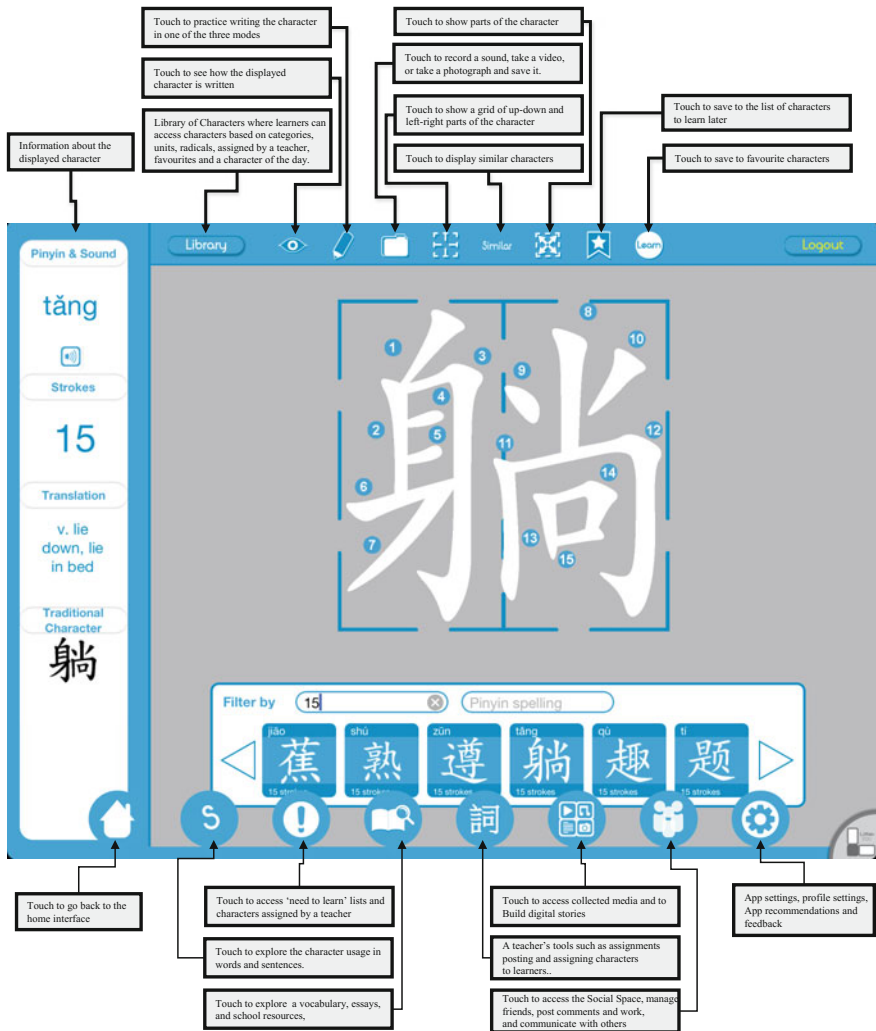 Touch to practice writing the character
in one of the three modes
Touch to see how the displayed
character is written
Library of Characters where learners can
access characters based on categories,
units, radicals, assigned by a teacher,
favourites and a character of the day.
Information about the
displayed character
Touch to show parts of the character
Touch to record a sound, take a video,
or take a photograph and save it.
Touch to show a grid of up-down and
left-right parts of the character
Touch to display similar characters
Touch to save to the list of characters
to learn later
Touch to save to favourite characters
Library
Similar
Learn
Logout
Pinyin & Sound
tǎng
Strokes
15
Translation
v. lie
down, lie
in bed
Traditional
Character
躺
躺
1
2
3
4
5
6
7
8
9
10
11
12
13
14
15
Filter by
15
Pinyin spelling
jiāo
蕉
15 strokes
shú
熟
15 strokes
zūn
遵
15 strokes
tǎng
躺
15 strokes
qù
趣
15 strokes
tí
题
15 strokes
S
詞
Touch to go back to the
home interface
Touch to access ‘need to learn’ lists and
characters assigned by a teacher
Touch to explore the character usage in
words and sentences.
Touch to explore a vocabulary, essays,
and school resources,
Touch to access collected media and to
Build digital stories
A teacher’s tools such as assignments
posting and assigning characters
to learners..
Touch to access the Social Space, manage
friends, post comments and work,
and communicate with others
App settings, profile settings,
App recommendations and
feedback